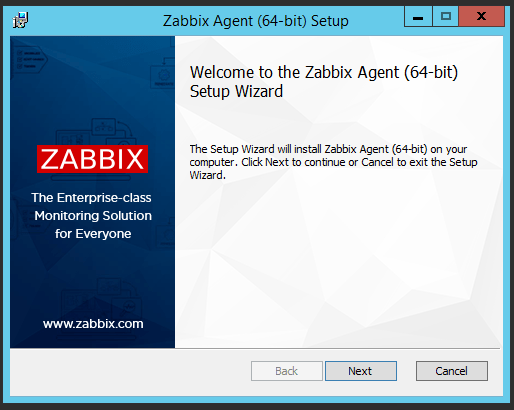 Zabbix Agent (64-bit) Setup
ZABBIX
The Enterprise-class
Monitoring Solution
for Everyone
www.zabbix.com
Welcome to the Zabbix Agent (64-bit)
Setup Wizard
The Setup Wizard will install Zabbix Agent (64-bit) on your
computer. Click Next to continue or Cancel to exit the Setup
Wizard.
Back
Next
Cancel